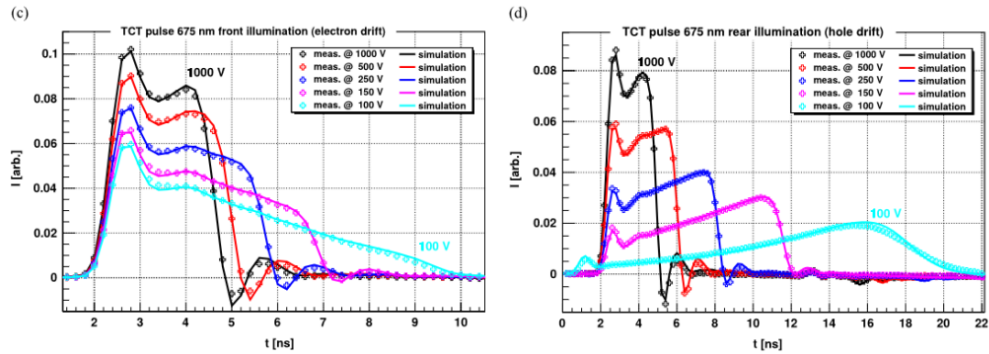 (c)
TCT pulse 675 nm front illumination (electron drift)
I [arb.]
0.1
0.08
0.06
0.04
0.02
0
meas. @ 1000 V simulation
meas. @ 500 V simulation
meas. @ 250 V simulation
meas. @ 150 V simulation
meas. @ 100 V simulation
1000 V
100 V
2 3 4 5 6 7 8 9 10
t [ns]
(d)
TCT pulse 675 nm rear illumination (hole drift)
I [arb.]
0.08
0.06
0.04
0.02
0
meas. @ 1000 V simulation
meas. @ 500 V simulation
meas. @ 250 V simulation
meas. @ 150 V simulation
meas. @ 100 V simulation
1000 V
100 V
0 2 4 6 8 10 12 14 16 18 20 22
t [ns]